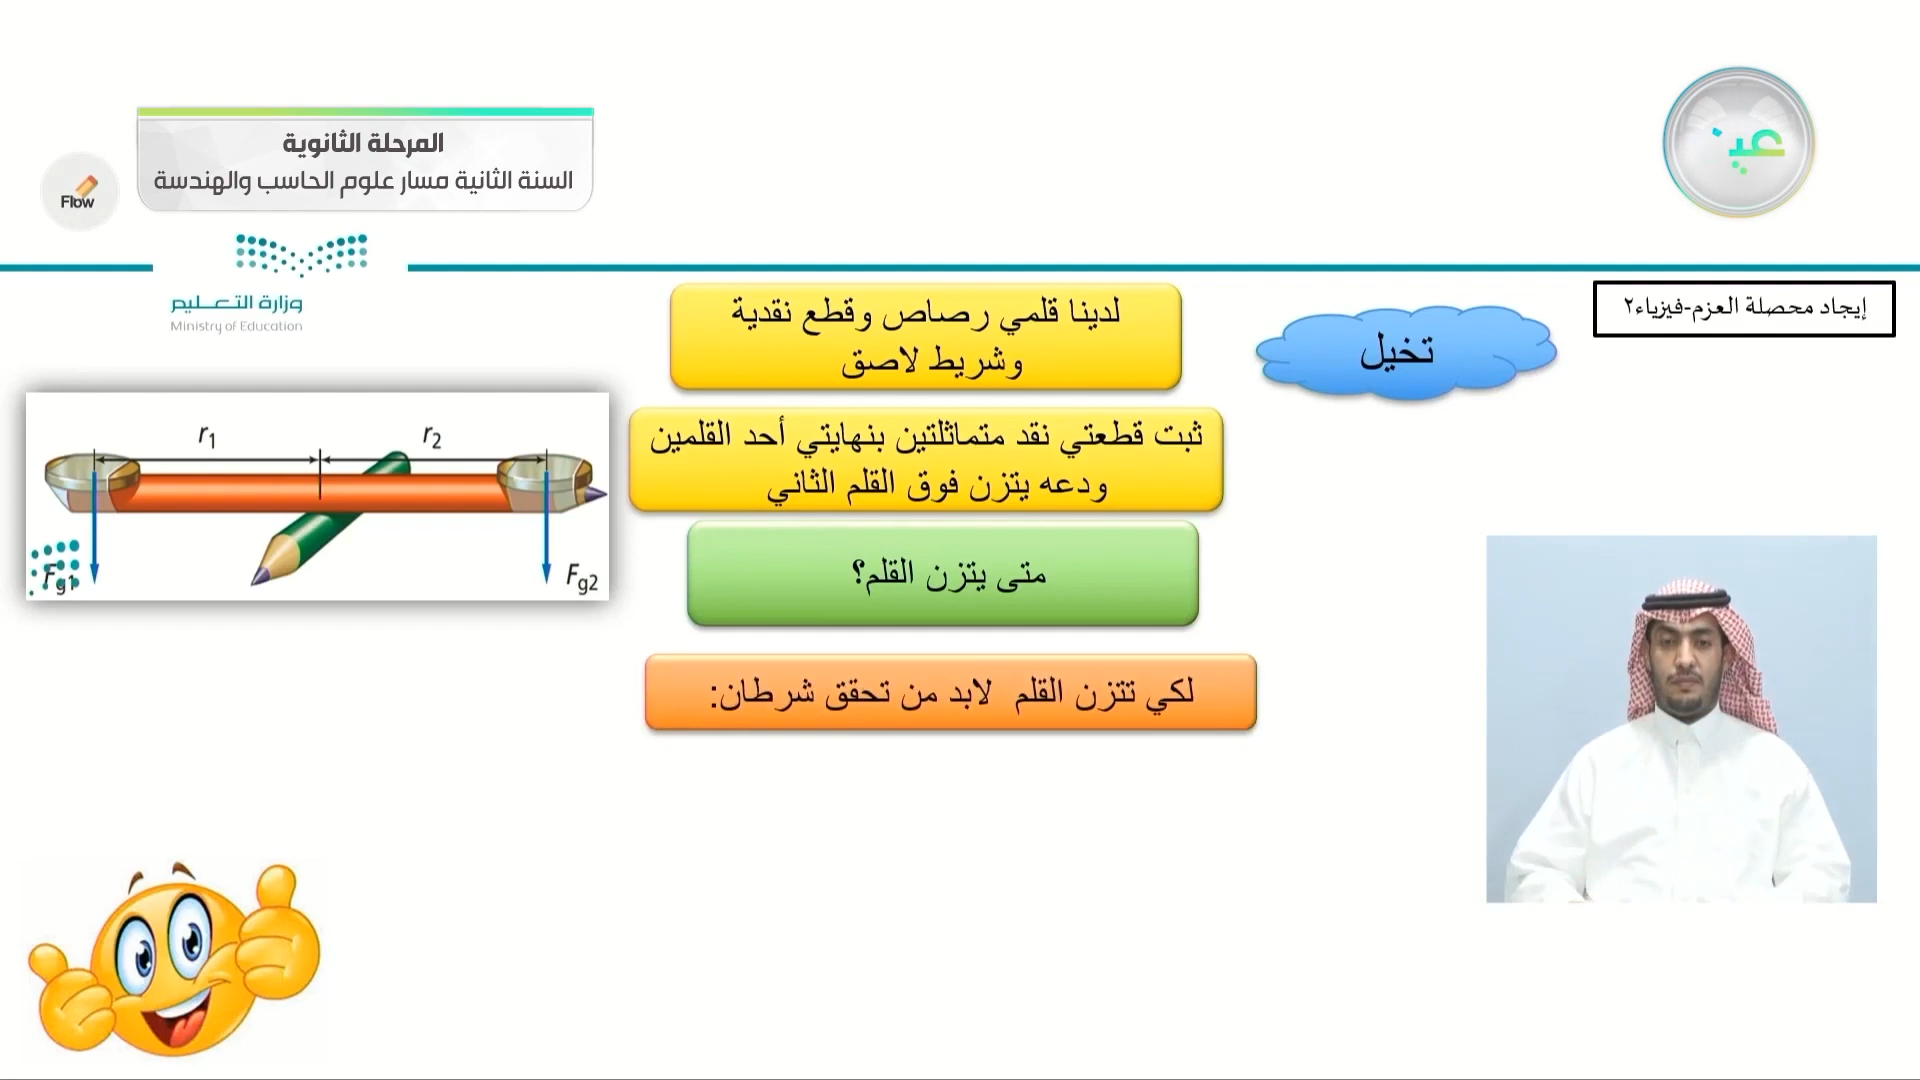 المرحلة الثانوية
السنة الثانية مسار علوم الحاسب والهندسة
Flow
عين
وزارة التعليم
Ministry of Education
إيجاد محصلة العزم-فيزياء٢
تخيل
لدينا قلمي رصاص وقطع نقدية
وشريط لاصق
ثبت قطعتي نقد متماثلتين بنهايتي أحد القلمين
ودعه يتزن فوق القلم الثاني
متى يتزن القلم؟
لكي تتزن القلم لابد من تحقق شرطان:
r1 r2
Fg1 Fg2